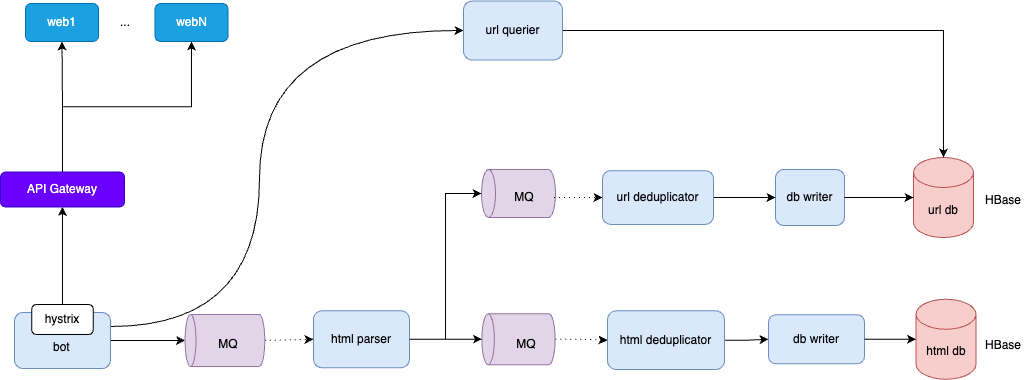 web1
...
webN
url querier
API Gateway
MQ
url deduplicator
db writer
url db
HBase
hystrix
bot
MQ
html parser
MQ
html deduplicator
db writer
html db
HBase